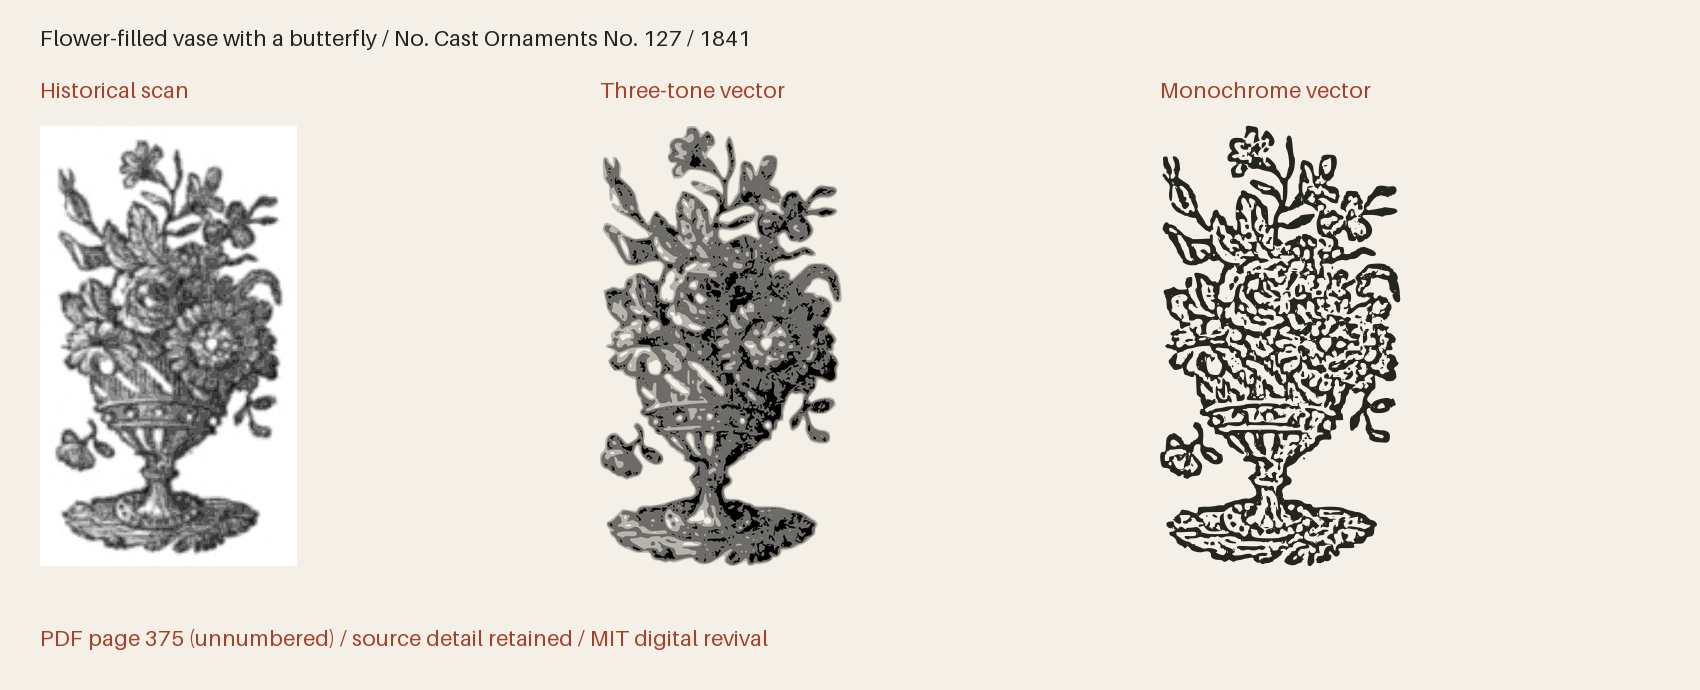 Flower-filled vase with a butterfly / No. Cast Ornaments No. 127 / 1841
Historical scan
Three-tone vector
Monochrome vector
PDF page 375 (unnumbered) / source detail retained / MIT digital revival